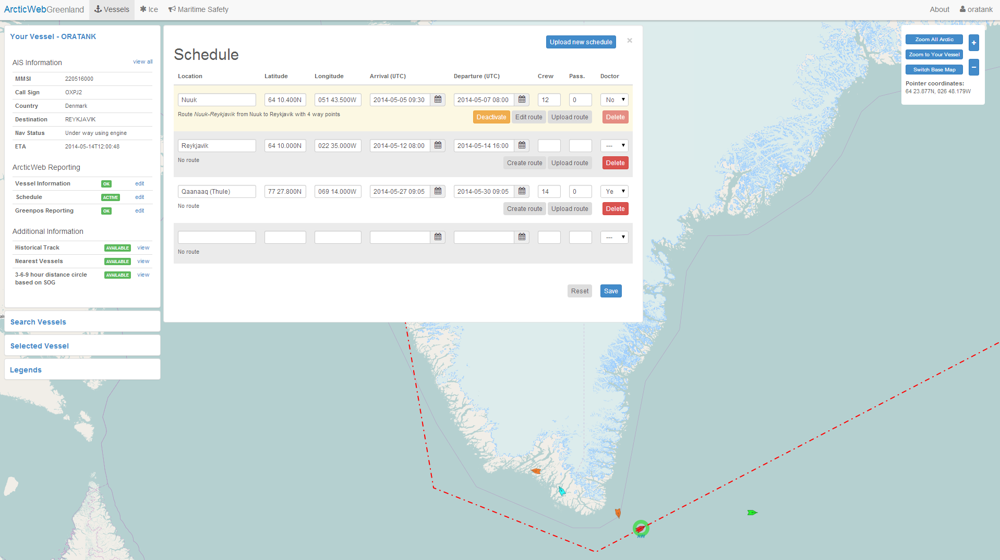 ArcticWebGreenland Vessels Ice Maritime Safety About oratank
Your Vessel - ORATANK
AIS Information view all
MMSI 220516000
Call Sign OXPJ2
Country Denmark
Destination REYKJAVIK
Nav Status Under way using engine
ETA 2014-05-14T12:00:48
ArcticWeb Reporting
Vessel Information OK edit
Schedule ACTIVE edit
Greenpos Reporting OK edit
Additional Information
Historical Track AVAILABLE view
Nearest Vessels AVAILABLE view
3-6-9 hour distance circle AVAILABLE view
based on SOG
Search Vessels
Selected Vessel
Legends
Upload new schedule ×
Schedule
Location Latitude Longitude Arrival (UTC) Departure (UTC) Crew Pass. Doctor
Nuuk 64 10.400N 051 43.500W 2014-05-05 09:30 2014-05-07 08:00 12 0 No
Route Nuuk-Reykjavik from Nuuk to Reykjavik with 4 way points Deactivate Edit route Upload route Delete
Reykjavik 64 10.000N 022 35.000W 2014-05-12 08:00 2014-05-14 16:00 ---
No route Create route Upload route Delete
Qaanaaq (Thule) 77 27.800N 069 14.000W 2014-05-27 09:05 2014-05-30 09:05 14 0 Ye
No route Create route Upload route Delete
---
No route
Reset Save
Zoom All Arctic +
Zoom to Your Vessel
Switch Base Map −
Pointer coordinates:
64 23.877N, 026 48.179W
AW